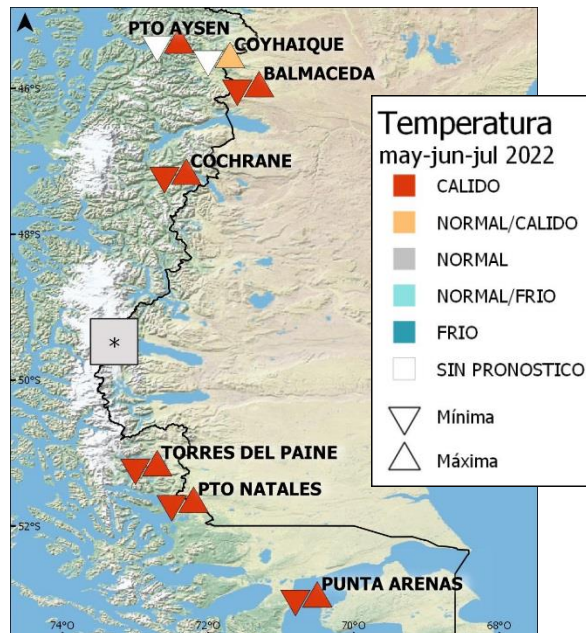 PTO AYSEN
COYHAIQUE
BALMACEDA
46°S
COCHRANE
48°S
*
50°S
TORRES DEL PAINE
PTO NATALES
52°S
PUNTA ARENAS
74°O
72°O
70°O
68°O
Temperatura
may-jun-jul 2022
CALIDO
NORMAL/CALIDO
NORMAL
NORMAL/FRIO
FRIO
SIN PRONOSTICO
Mínima
Máxima